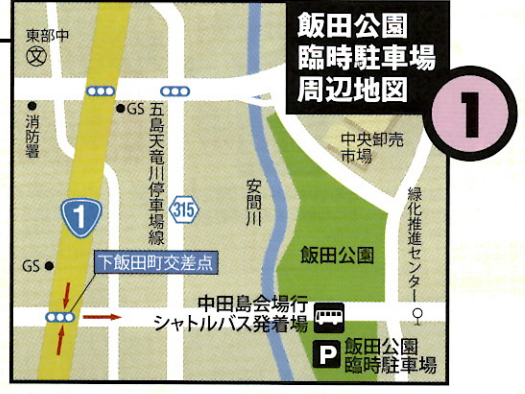 飯田公園
臨時駐車場
周辺地図
1
東部中
文
GS
消防署
五島天竜川停車場線
315
安間川
中央卸売
市場
緑化推進センター
1
GS
下飯田町交差点
飯田公園
中田島会場行
シャトルバス発着場
P
飯田公園
臨時駐車場